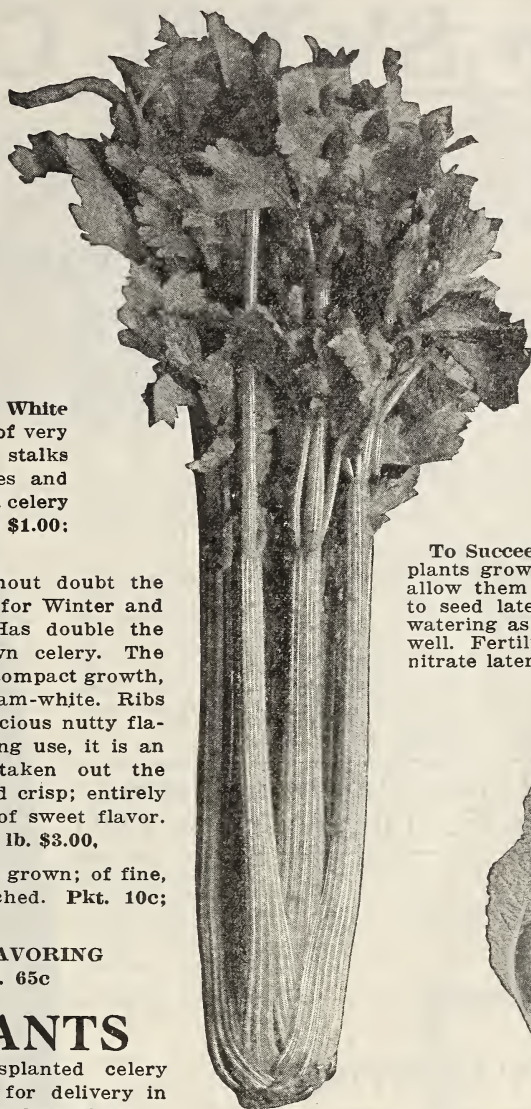 White
of very
stalks
es and
celery
$1.00;
hout doubt the
for Winter and
Has double the
wn celery. The
ompact growth,
am-white. Ribs
cious nutty fla-
ng use, it is an
taken out the
d crisp; entirely
of sweet flavor.
lb. $3.00,
grown; of fine,
ched. Pkt. 10c;
AVORING
. 65c
ANTS
splanted celery
for delivery in
To Succee
plants grow
allow them
to seed late
watering as
well. Fertil
nitrate later